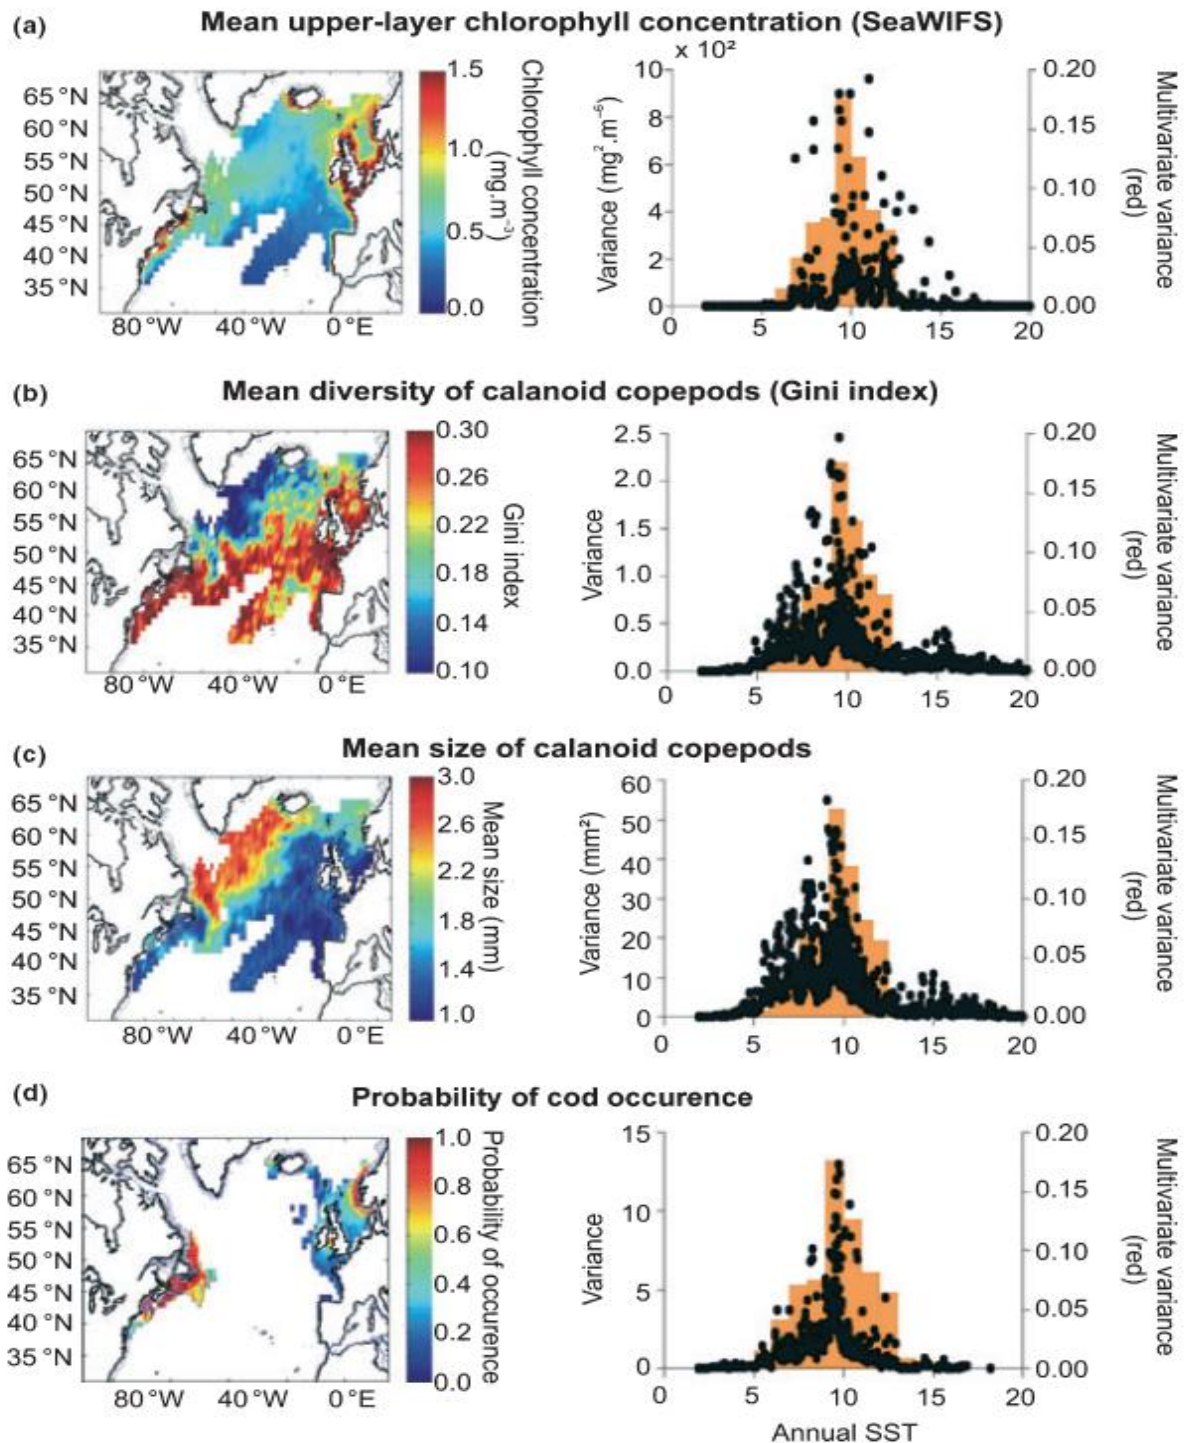 (a)
Mean upper-layer chlorophyll concentration (SeaWIFS)
65 °N
60 °N
55 °N
50 °N
45 °N
40 °N
35 °N
80 °W 40 °W 0 °E
1.5
1.0
0.5
0.0
Chlorophyll concentration
(mg.m⁻³)
x 10²
10
8
6
4
2
0
Variance (mg².m⁻⁶)
0 5 10 15 20
0.20
0.15
0.10
0.05
0.00
Multivariate variance
(red)
(b)
Mean diversity of calanoid copepods (Gini index)
65 °N
60 °N
55 °N
50 °N
45 °N
40 °N
35 °N
80 °W 40 °W 0 °E
0.30
0.26
0.22
0.18
0.14
0.10
Gini index
2.5
2.0
1.5
1.0
0.5
0.0
Variance
0 5 10 15 20
0.20
0.15
0.10
0.05
0.00
Multivariate variance
(red)
(c)
Mean size of calanoid copepods
65 °N
60 °N
55 °N
50 °N
45 °N
40 °N
35 °N
80 °W 40 °W 0 °E
3.0
2.6
2.2
1.8
1.4
1.0
Mean size (mm)
60
50
40
30
20
10
0
Variance (mm²)
0 5 10 15 20
0.20
0.15
0.10
0.05
0.00
Multivariate variance
(red)
(d)
Probability of cod occurence
65 °N
60 °N
55 °N
50 °N
45 °N
40 °N
35 °N
80 °W 40 °W 0 °E
1.0
0.8
0.6
0.4
0.2
0.0
Probability of occurence
15
10
5
0
Variance
0 5 10 15 20
0.20
0.15
0.10
0.05
0.00
Multivariate variance
(red)
Annual SST